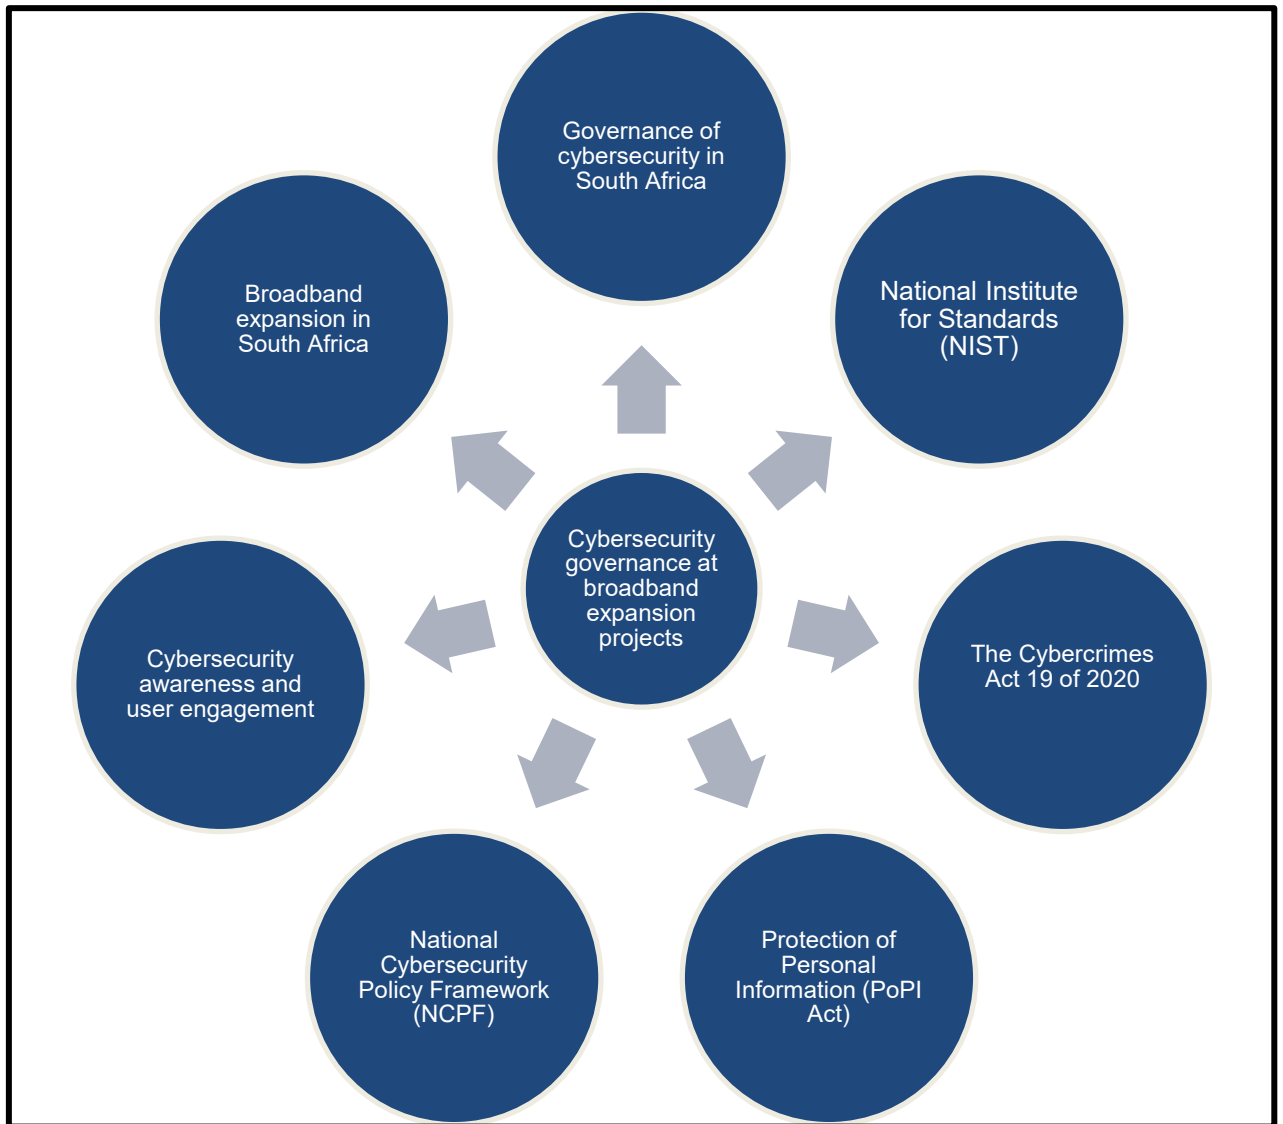 Governance of
cybersecurity in
South Africa
National Institute
for Standards
(NIST)
The Cybercrimes
Act 19 of 2020
Protection of
Personal
Information (PoPI
Act)
National
Cybersecurity
Policy Framework
(NCPF)
Cybersecurity
awareness and
user engagement
Broadband
expansion in
South Africa
Cybersecurity
governance at
broadband
expansion
projects